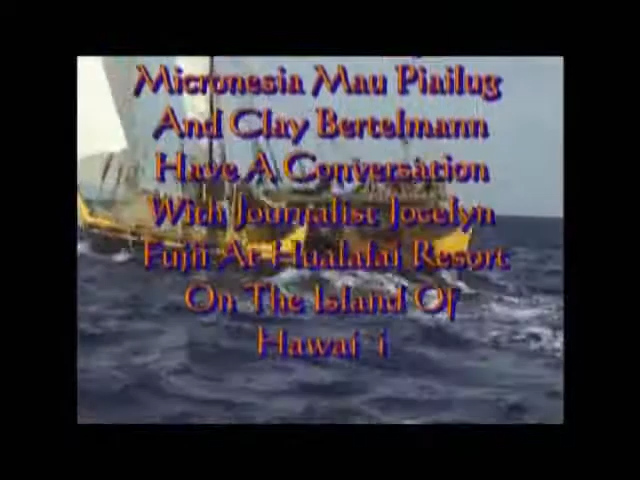 Micronesia Mau Piailug
And Clay Bertelmann
Have A Conversation
With Journalist Jocelyn
Fujii At Hualalai Resort
On The Island Of
Hawai i